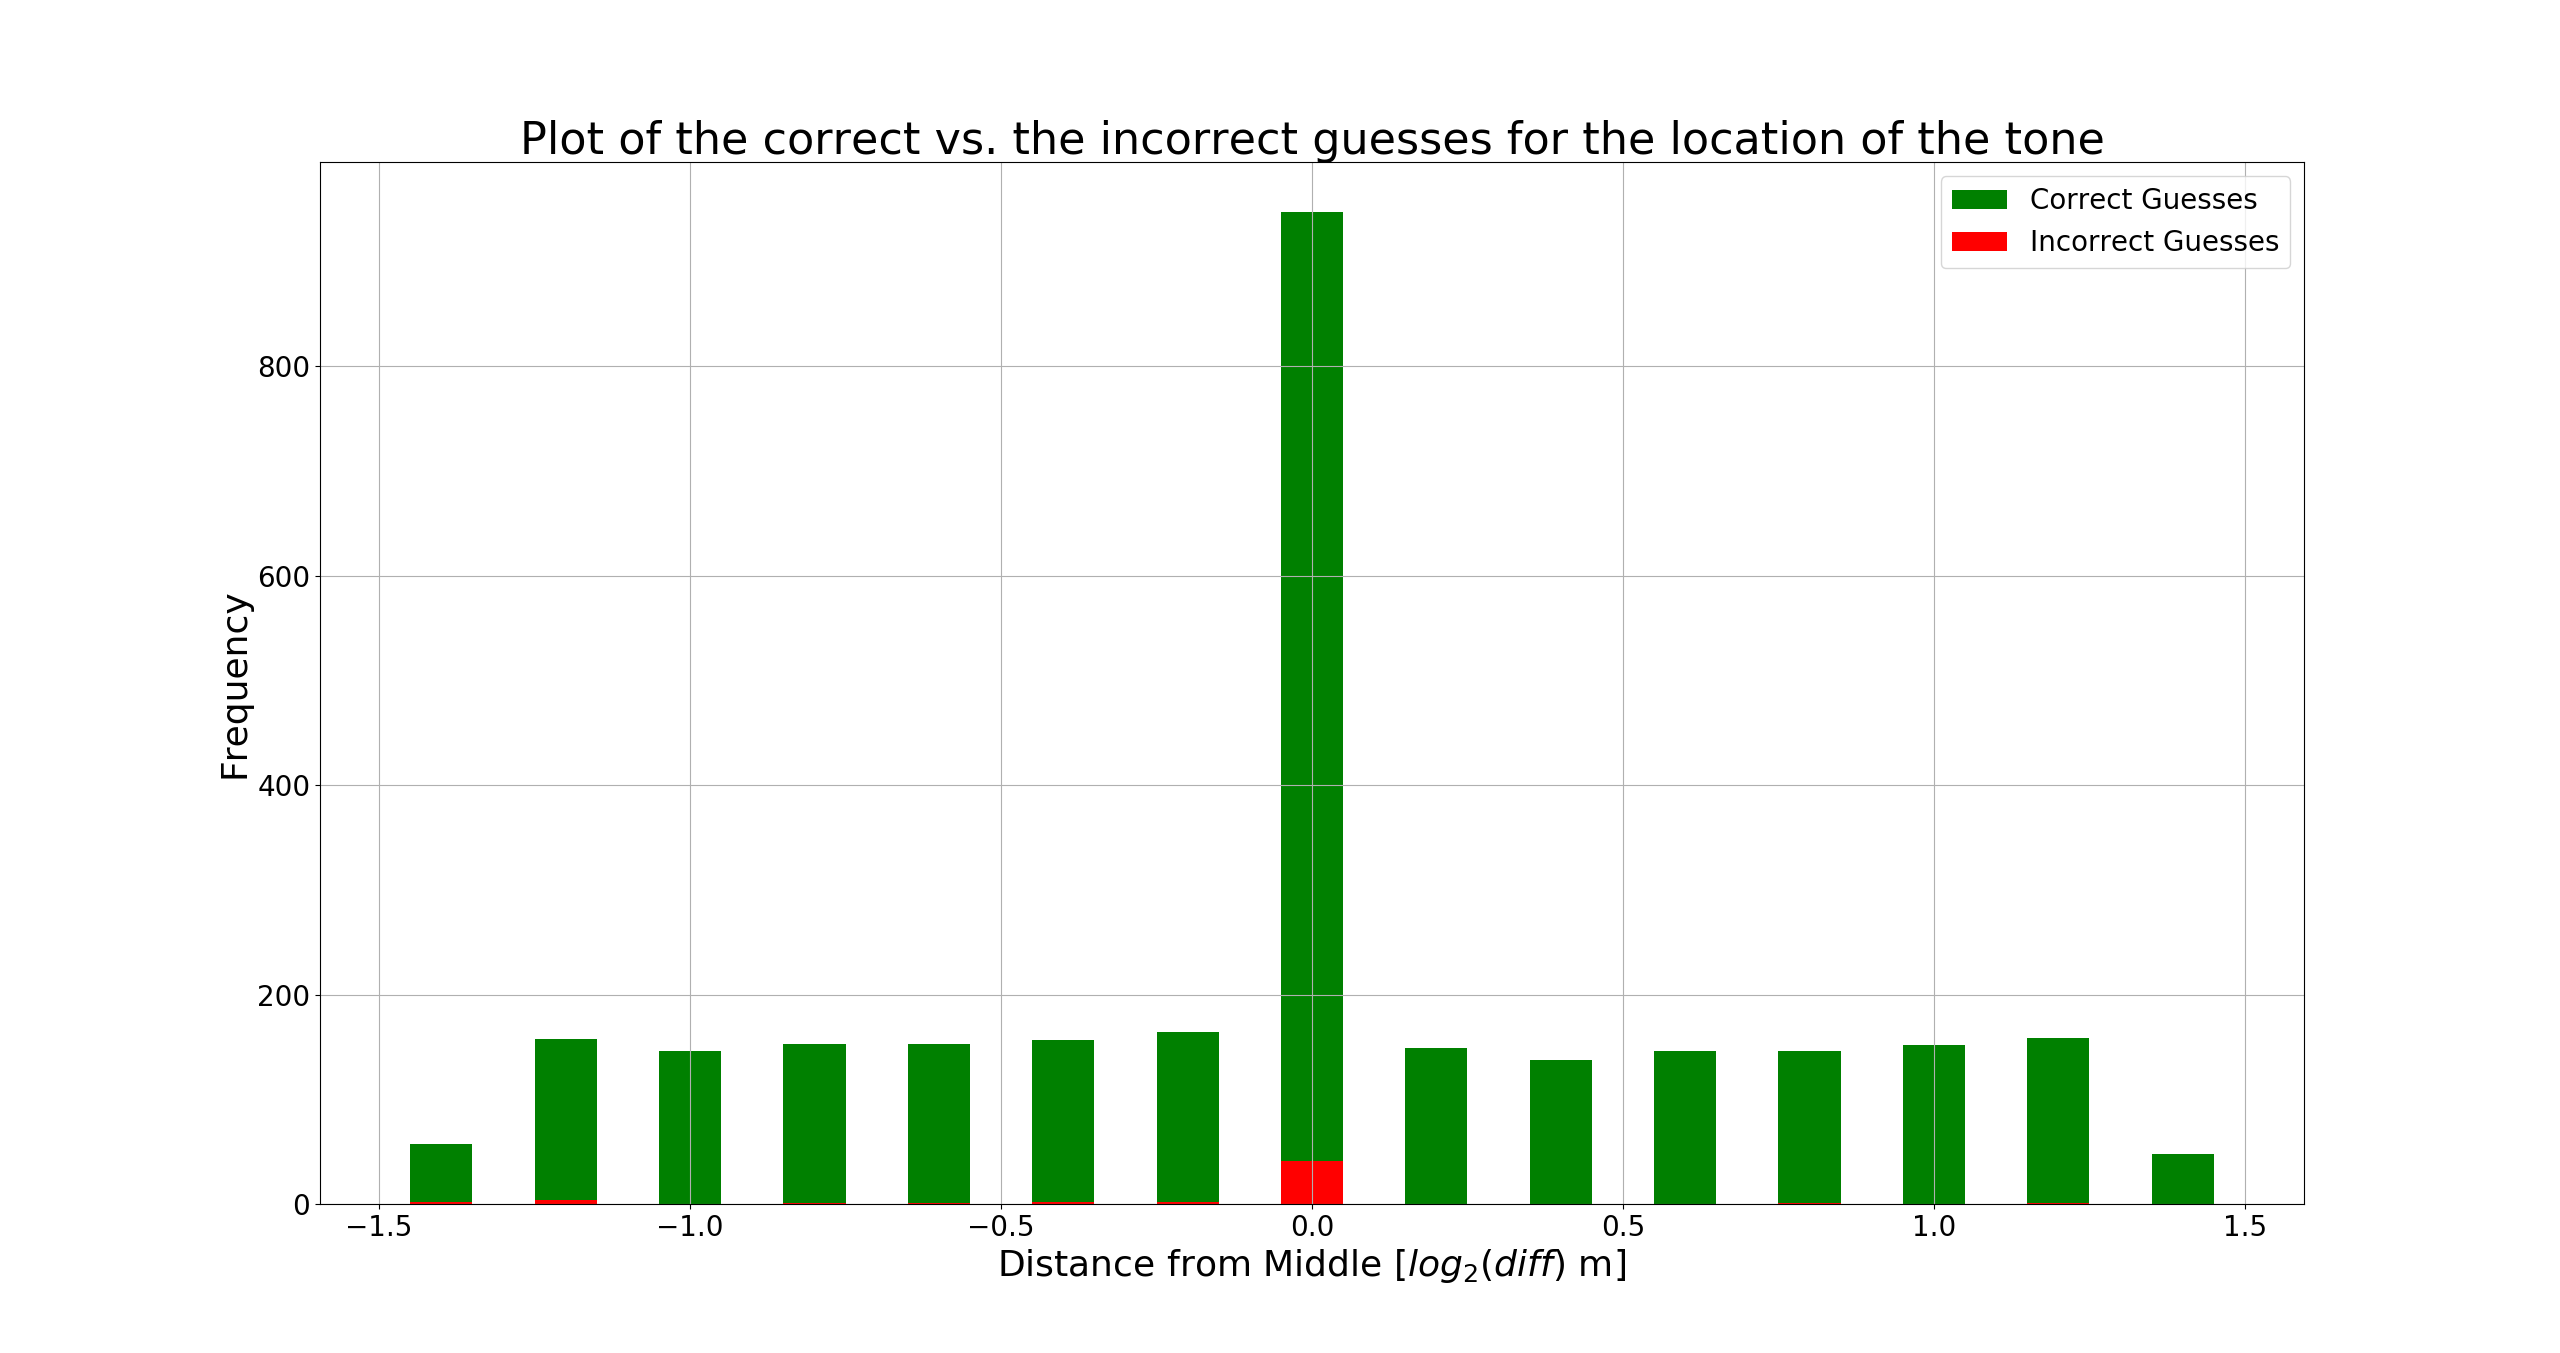 Plot of the correct vs. the incorrect guesses for the location of the tone
Correct Guesses
Incorrect Guesses
800
600
400
200
0
Frequency
−1.5 −1.0 −0.5 0.0 0.5 1.0 1.5
Distance from Middle [log₂(diff) m]